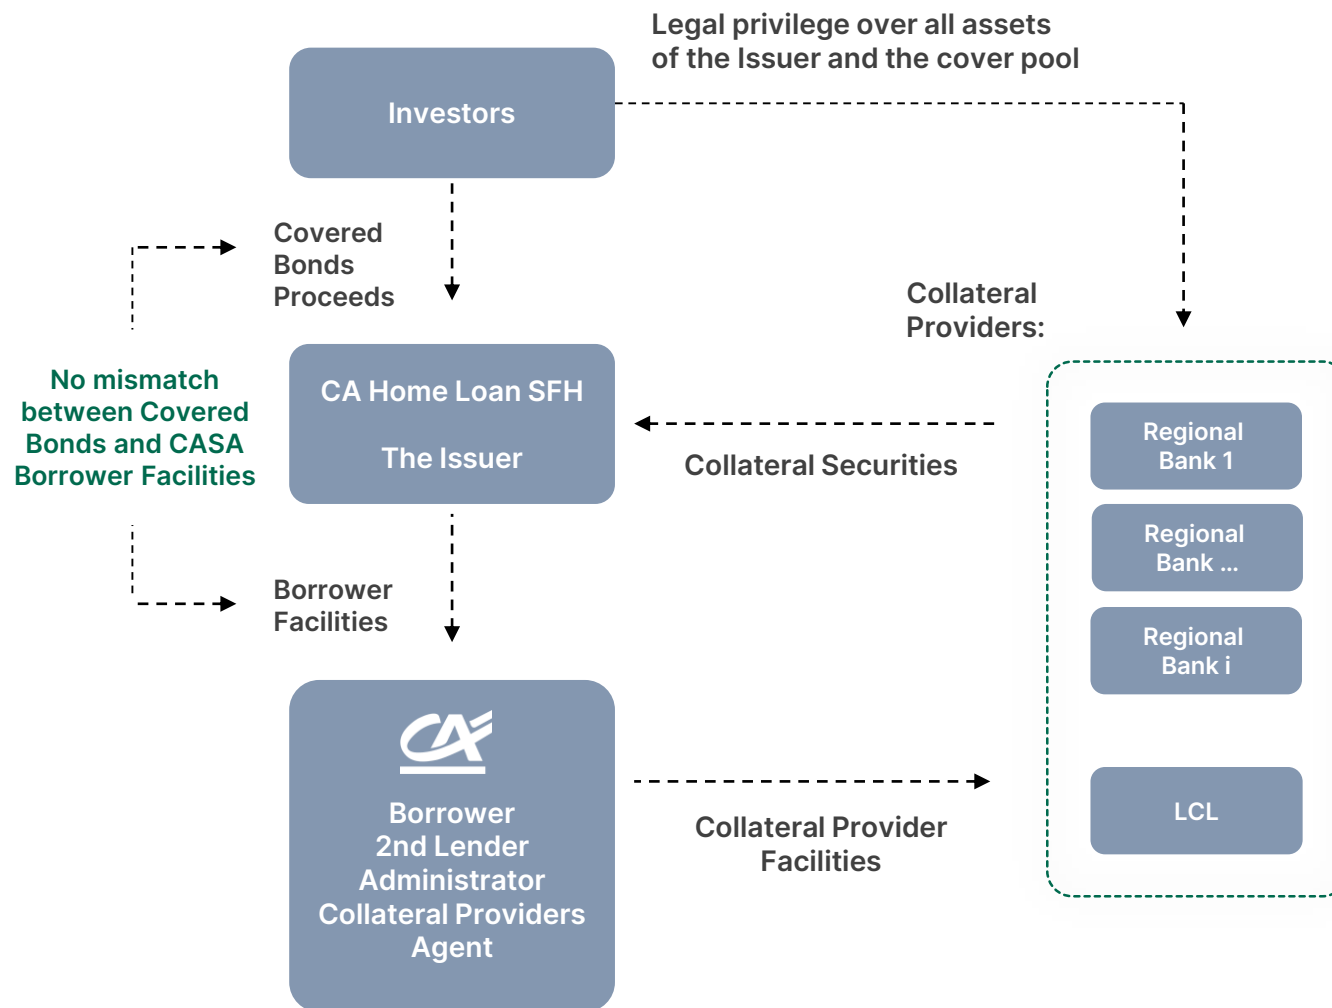 Legal privilege over all assets
of the Issuer and the cover pool
Investors
Covered
Bonds
Proceeds
Collateral
Providers:
No mismatch
between Covered
Bonds and CASA
Borrower Facilities
CA Home Loan SFH
The Issuer
Collateral Securities
Regional
Bank 1
Regional
Bank ...
Regional
Bank i
LCL
Borrower
Facilities
CA
Borrower
2nd Lender
Administrator
Collateral Providers
Agent
Collateral Provider
Facilities